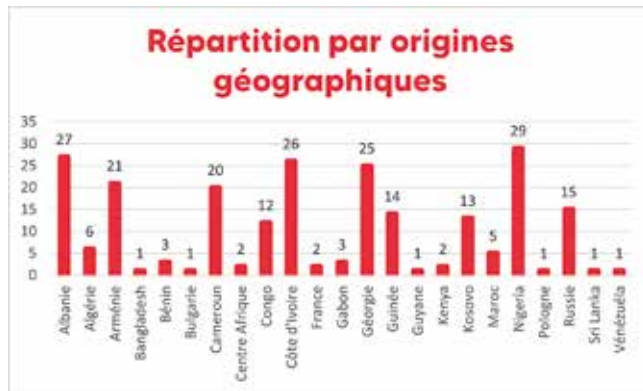 Répartition par origines
géographiques
35
30
25
20
15
10
5
0
27
6
21
1
3
1
20
2
12
26
2
3
25
14
1
2
13
5
29
1
15
1
1
Albanie
Algérie
Arménie
Bangladesh
Bénin
Bulgarie
Cameroun
Centre Afrique
Congo
Côte d'Ivoire
France
Gabon
Géorgie
Guinée
Guyane
Kenya
Kosovo
Maroc
Nigeria
Pologne
Russie
Sri Lanka
Vénézuéla